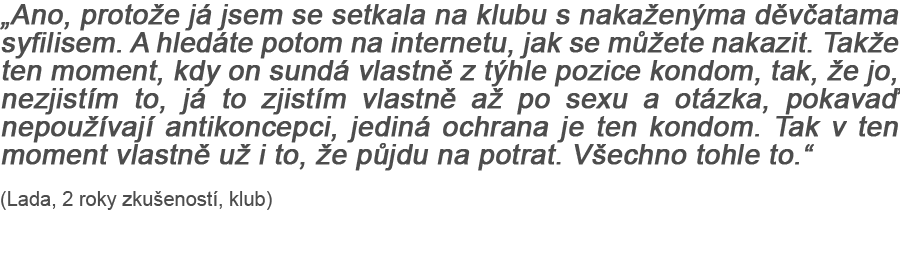 „Ano, protože já jsem se setkala na klubu s nakaženýma děvčatama
syfilisem. A hledáte potom na internetu, jak se můžete nakazit. Takže
ten moment, kdy on sundá vlastně z týhle pozice kondom, tak, že jo,
nezjistím to, já to zjistím vlastně až po sexu a otázka, pokavaď
nepoužívají antikoncepci, jediná ochrana je ten kondom. Tak v ten
moment vlastně už i to, že půjdu na potrat. Všechno tohle to.“
(Lada, 2 roky zkušeností, klub)